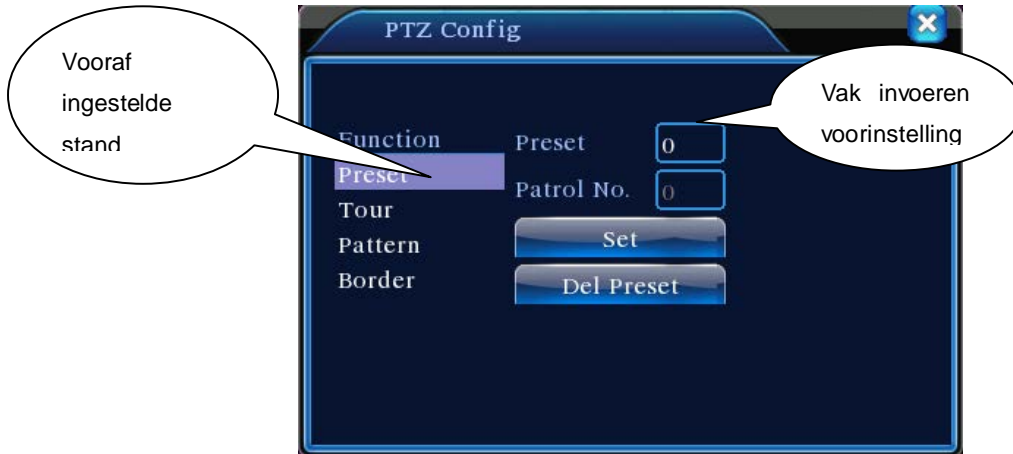 PTZ Config
Vooraf
ingestelde
stand
Vak invoeren
voorinstelling
Function
Preset
Tour
Pattern
Border
Preset 0
Patrol No. 0
Set
Del Preset